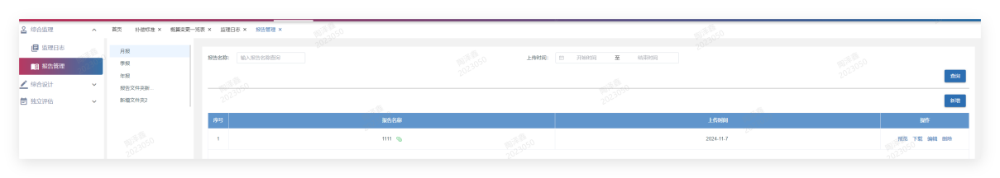 综合监理
首页 补偿标准 × 概算变更一览表 × 监理日志 × 报告管理 ×
监理日志
报告管理
综合设计
独立评估
月报
季报
年报
报告文件夹新..
新增文件夹2
报告名称: 输入报告名称查询 上传时间: 开始时间 至 结束时间
查询
新增
序号 报告名称 上传时间 操作
1 1111 2024-11-7 预览 下载 编辑 删除